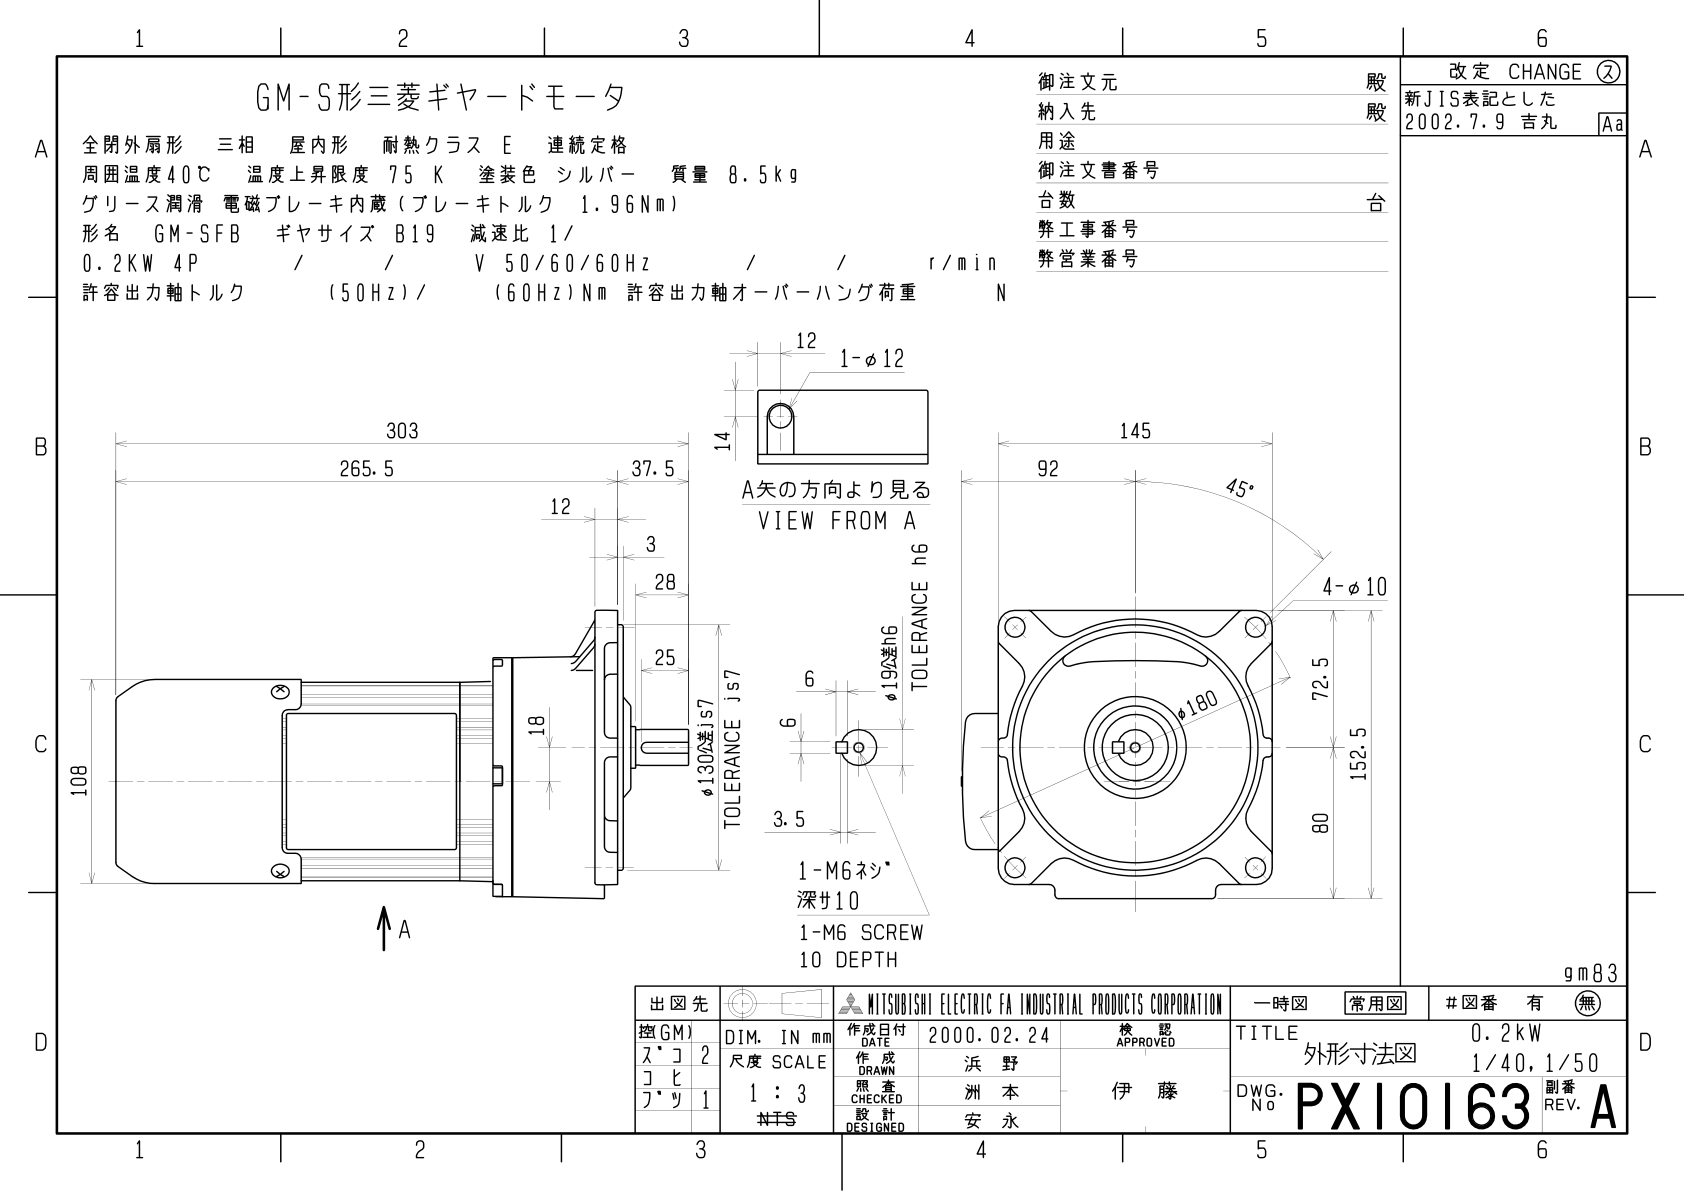 1 2 3 4 5 6
改定 CHANGE ス
新JIS表記とした
2002.7.9 吉丸 Aa
GM-S形三菱ギヤードモータ
全閉外扇形 三相 屋内形 耐熱クラス E 連続定格
周囲温度40℃ 温度上昇限度 75 K 塗装色 シルバー 質量 8.5kg
グリース潤滑 電磁ブレーキ内蔵(ブレーキトルク 1.96Nm)
形名 GM-SFB ギヤサイズ B19 減速比 1/
0.2KW 4P / / V 50/60/60Hz / / r/min
許容出力軸トルク (50Hz)/ (60Hz)Nm 許容出力軸オーバーハング荷重 N
御注文元 殿
納入先 殿
用途
御注文書番号
台数 台
弊工事番号
弊営業番号
A A
B B
C C
D D
12
1-φ12
14
A矢の方向より見る
VIEW FROM A
303
265.5 37.5
12
3
28
25
18
108
φ130公差js7
TOLERANCE js7
A
6
6
3.5
φ19公差h6
TOLERANCE h6
1-M6ネジ
深サ10
1-M6 SCREW
10 DEPTH
145
92
45°
4-φ10
φ180
72.5
152.5
80
gm83
出図先
控(GM)
ズコ 2
コヒ
ブツ 1
DIM. IN mm
尺度 SCALE
1 : 3
NTS
MITSUBISHI ELECTRIC FA INDUSTRIAL PRODUCTS CORPORATION
作成日付
DATE
2000.02.24
検 認
APPROVED
作 成
DRAWN
浜 野
照 査
CHECKED
洲 本
伊 藤
設 計
DESIGNED
安 永
一時図 常用図 #図番 有 無
TITLE
外形寸法図
0.2kW
1/40,1/50
DWG.
No
PX10163
副番
REV.
A
1 2 3 4 5 6